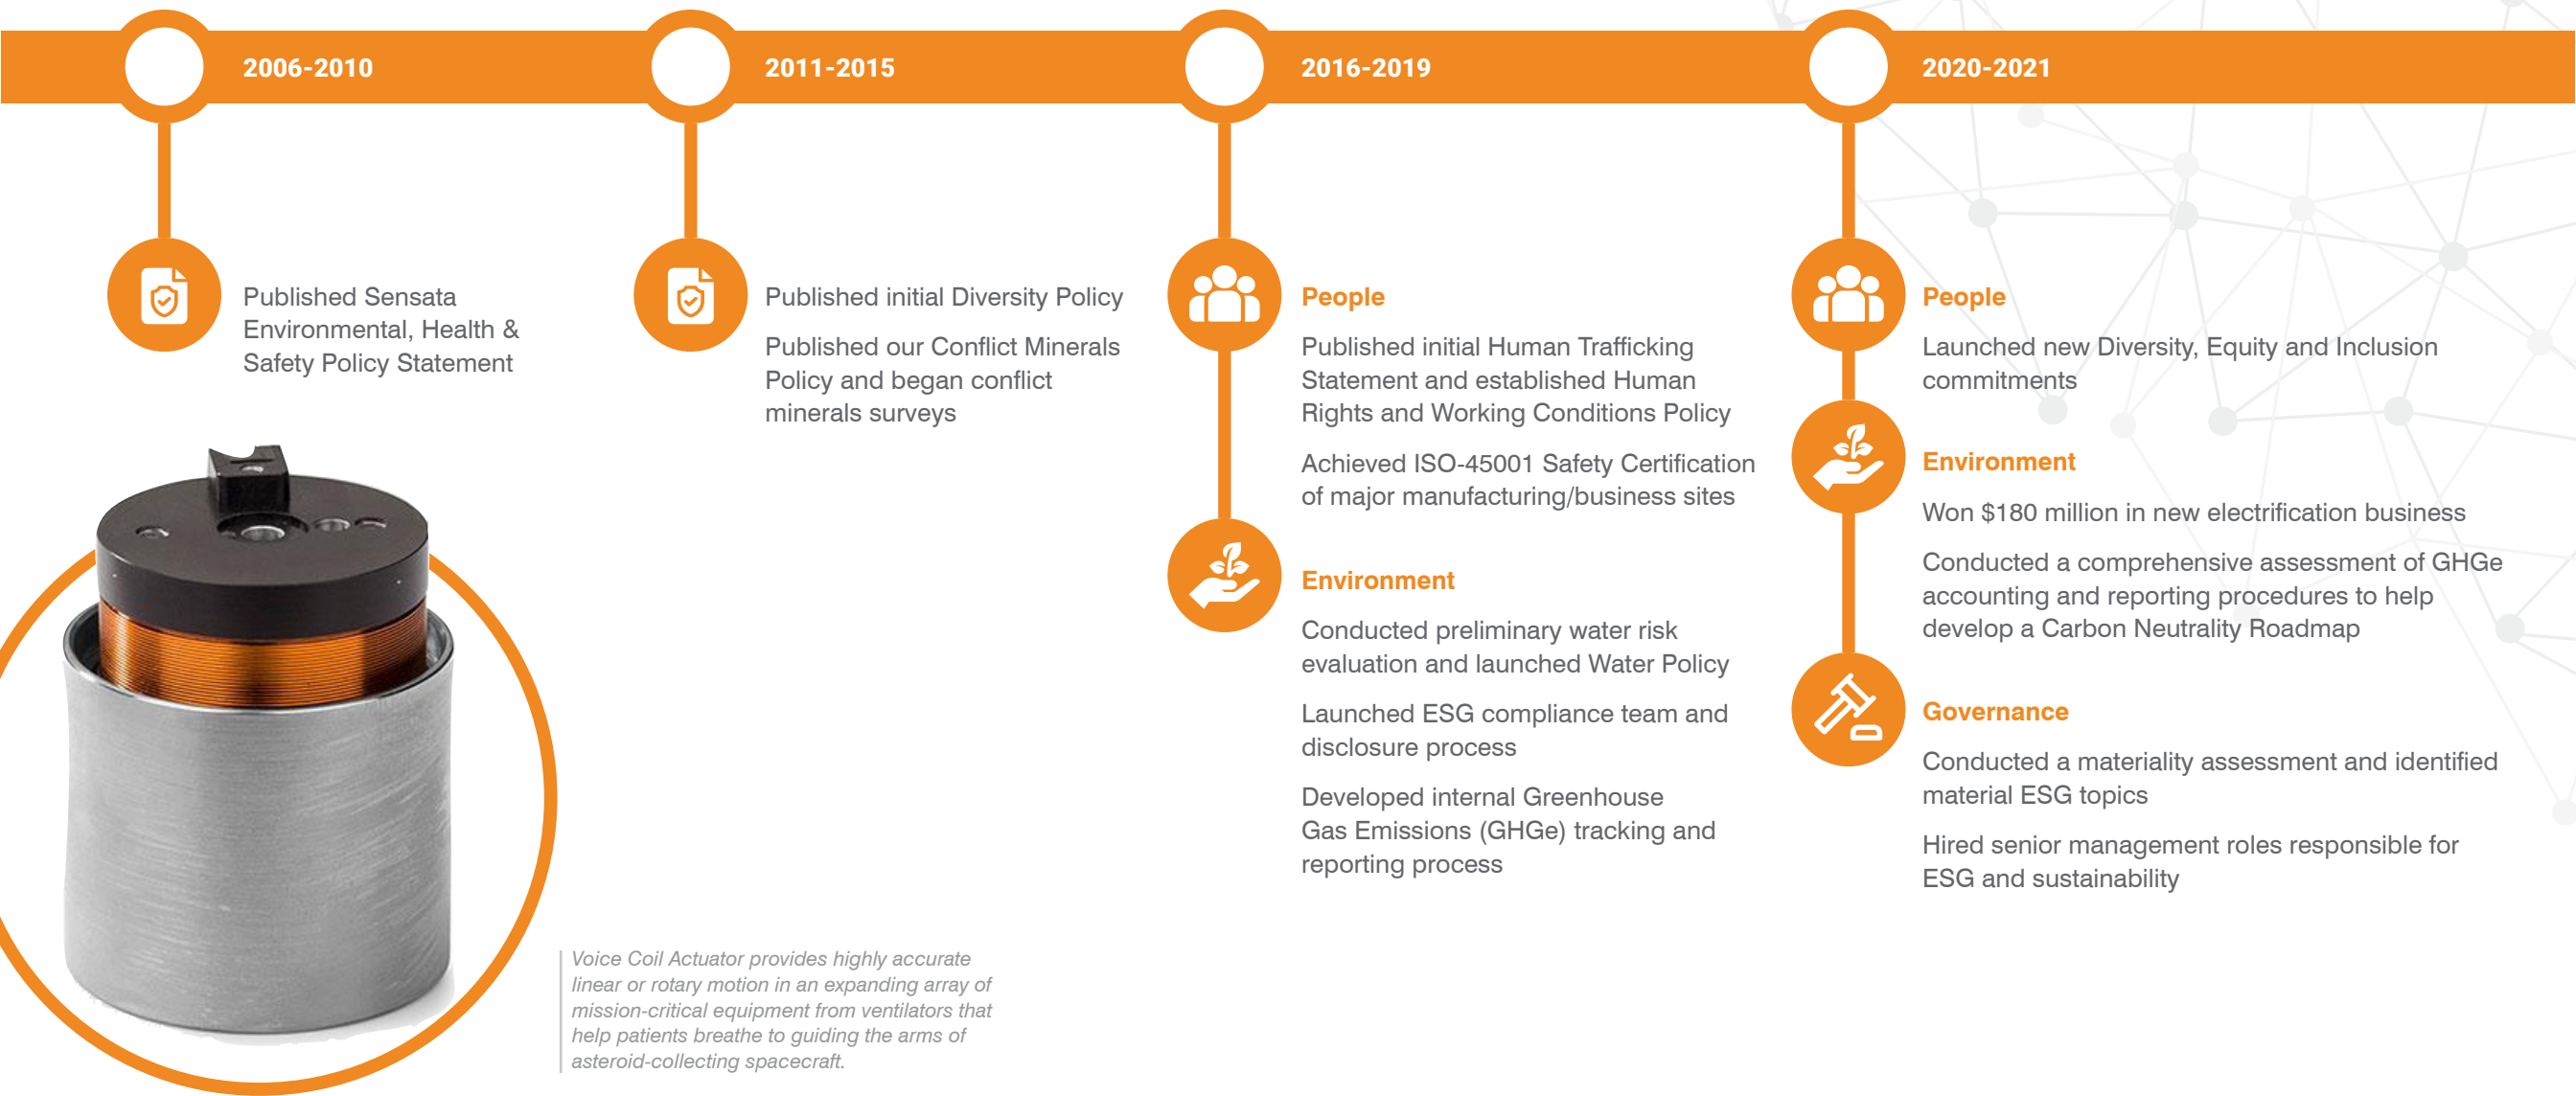 2006-2010
Published Sensata
Environmental, Health &
Safety Policy Statement
2011-2015
Published initial Diversity Policy
Published our Conflict Minerals
Policy and began conflict
minerals surveys
2016-2019
People
Published initial Human Trafficking
Statement and established Human
Rights and Working Conditions Policy
Achieved ISO-45001 Safety Certification
of major manufacturing/business sites
Environment
Conducted preliminary water risk
evaluation and launched Water Policy
Launched ESG compliance team and
disclosure process
Developed internal Greenhouse
Gas Emissions (GHGe) tracking and
reporting process
2020-2021
People
Launched new Diversity, Equity and Inclusion
commitments
Environment
Won $180 million in new electrification business
Conducted a comprehensive assessment of GHGe
accounting and reporting procedures to help
develop a Carbon Neutrality Roadmap
Governance
Conducted a materiality assessment and identified
material ESG topics
Hired senior management roles responsible for
ESG and sustainability
Voice Coil Actuator provides highly accurate
linear or rotary motion in an expanding array of
mission-critical equipment from ventilators that
help patients breathe to guiding the arms of
asteroid-collecting spacecraft.